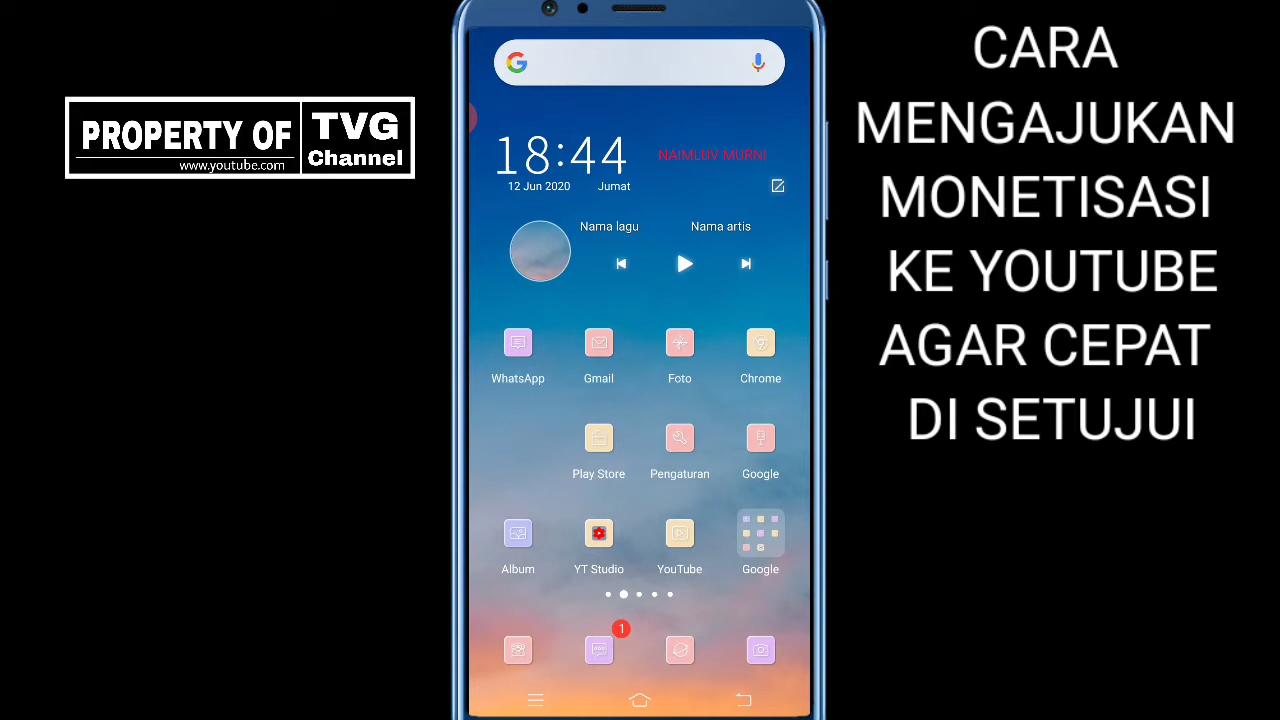 PROPERTY OF
www.youtube.com
TVG
Channel
18:44
NAIMLUV MURNI
12 Jun 2020 Jumat
Nama lagu Nama artis
WhatsApp Gmail Foto Chrome
Play Store Pengaturan Google
Album YT Studio YouTube Google
1
CARA
MENGAJUKAN
MONETISASI
KE YOUTUBE
AGAR CEPAT
DI SETUJUI